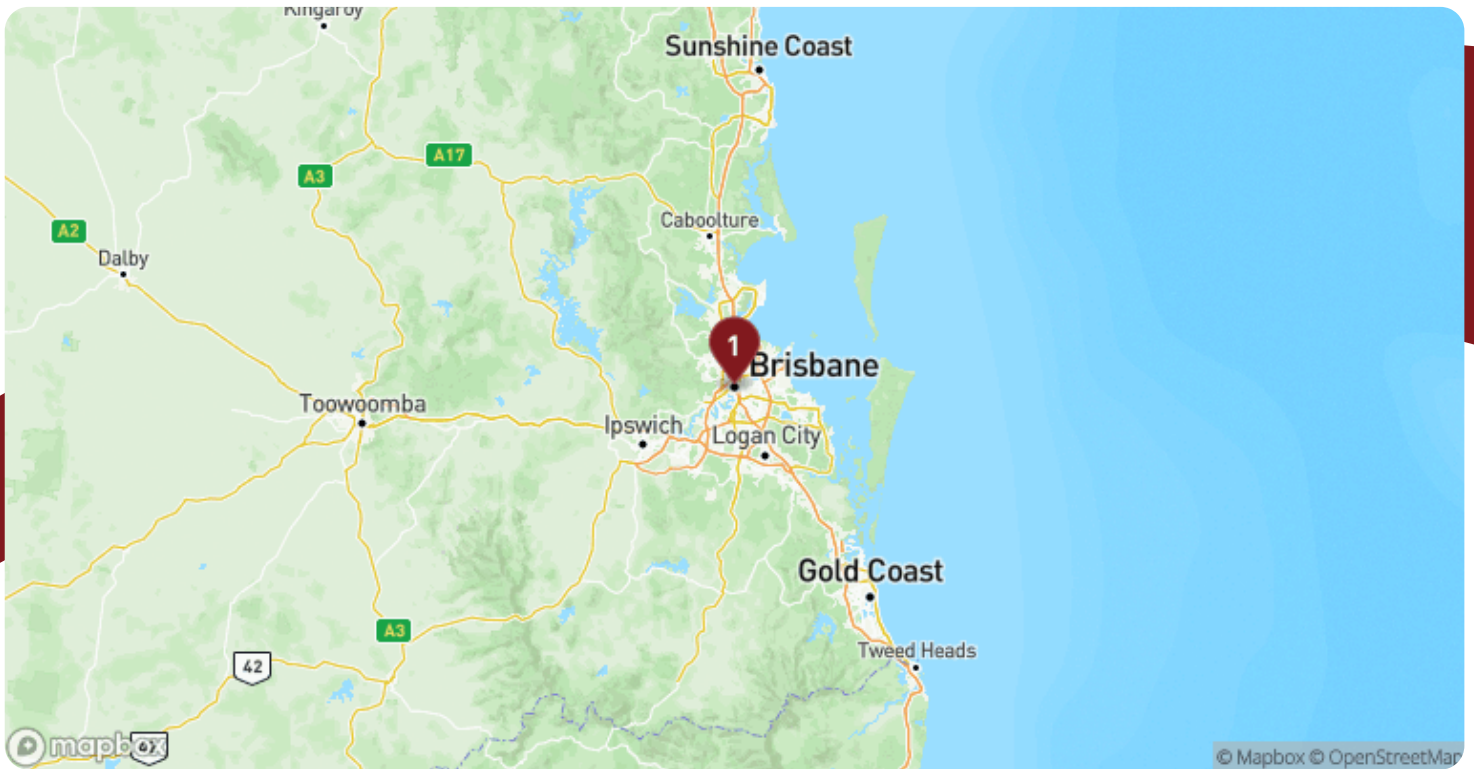 Kingaroy
Sunshine Coast
A17
A3
Caboolture
A2
Dalby
1
Brisbane
Toowoomba
Ipswich
Logan City
Gold Coast
A3
Tweed Heads
42
mapbox
© Mapbox © OpenStreetMap